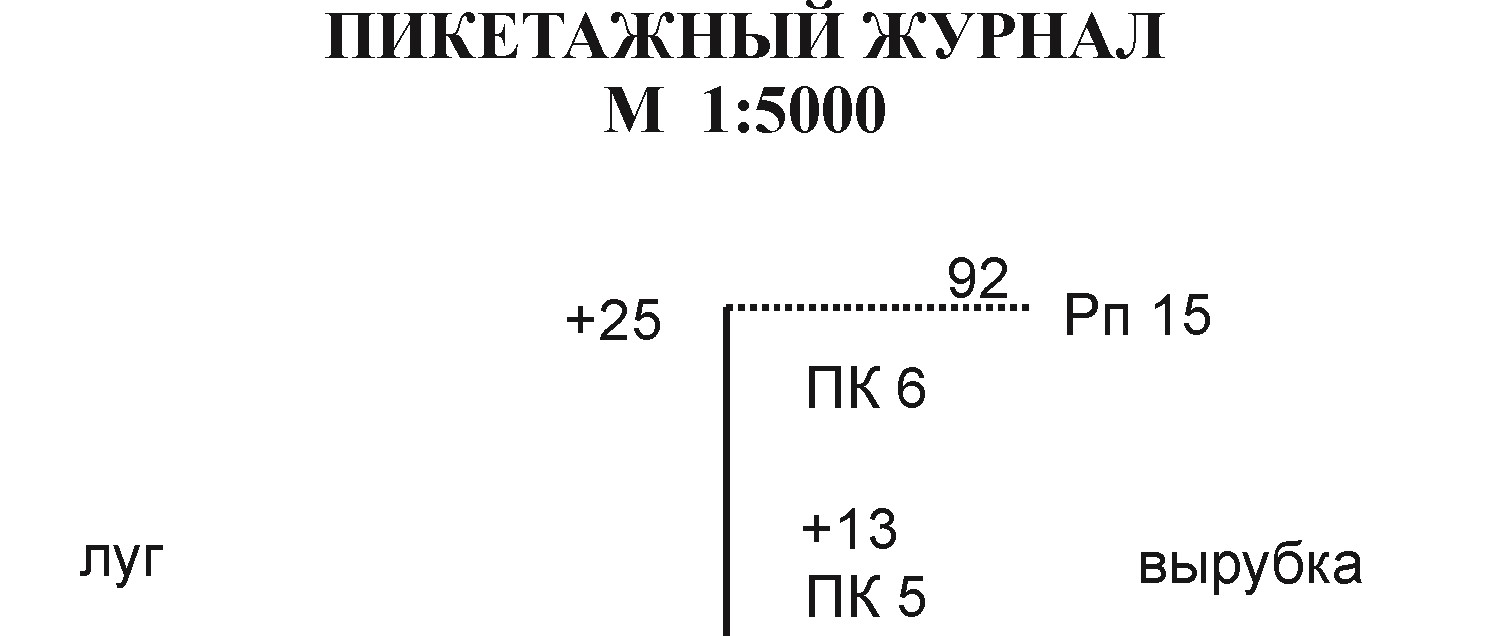 ПИКЕТАЖНЫЙ ЖУРНАЛ
М 1:5000
92
+25
Рп 15
ПК 6
+13
луг
вырубка
ПК 5